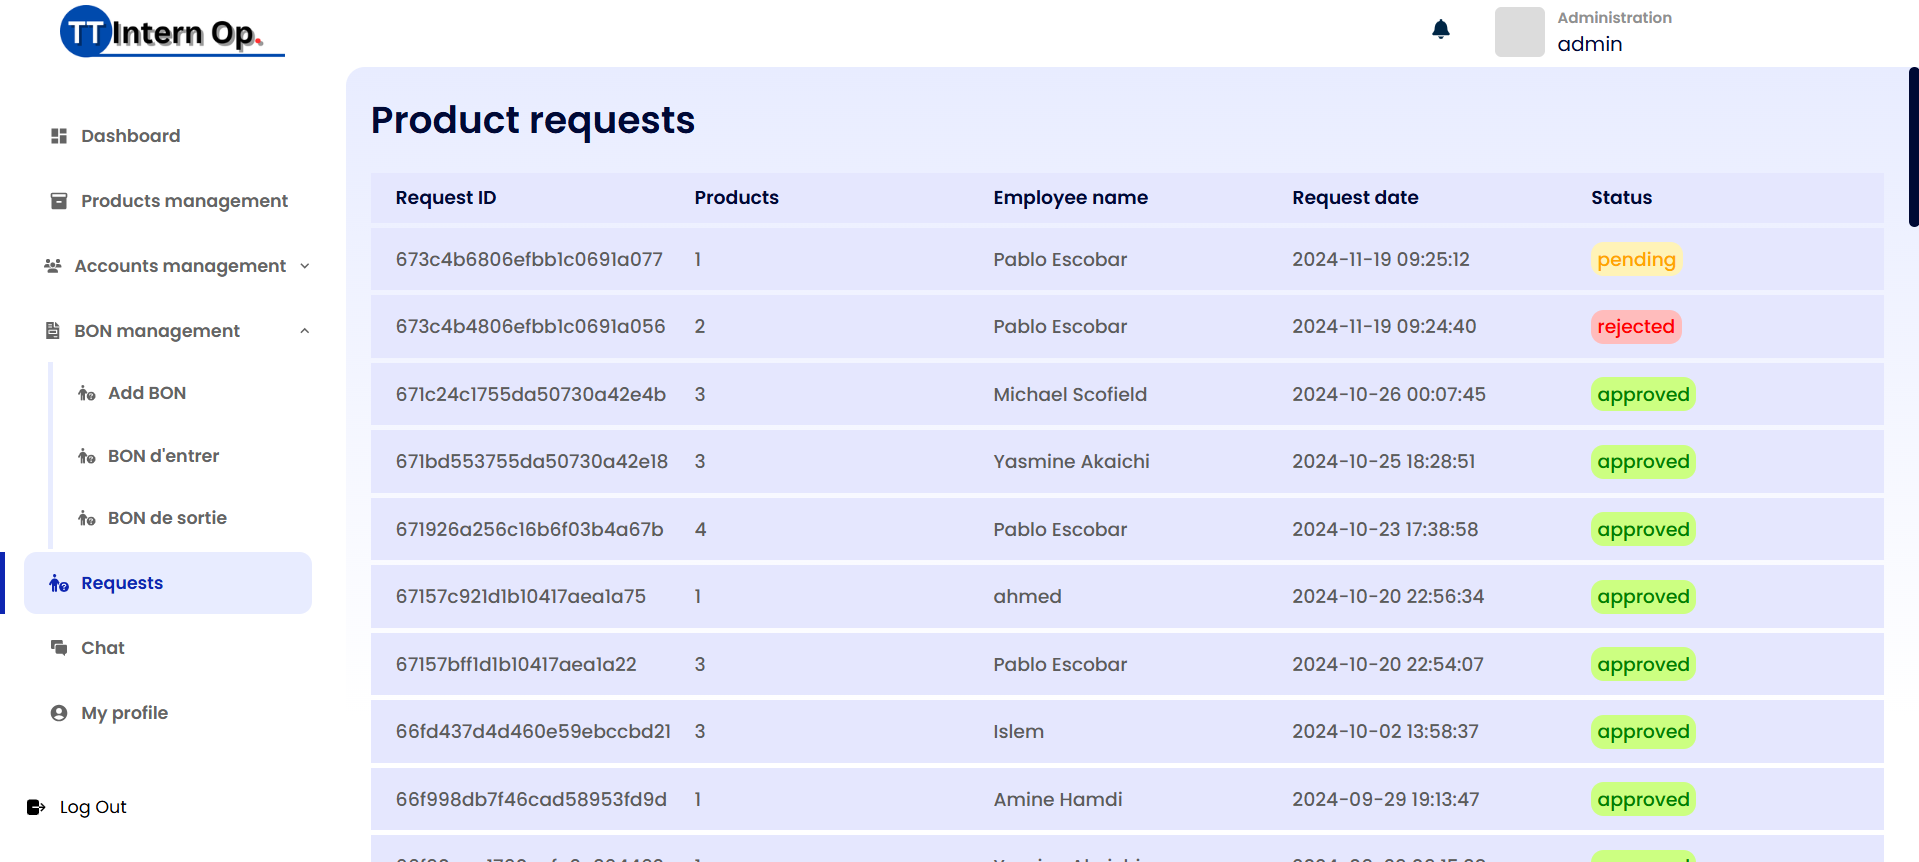 TT Intern Op.
Administration
admin
Dashboard
Products management
Accounts management
BON management
Add BON
BON d'entrer
BON de sortie
Requests
Chat
My profile
Log Out
Product requests
Request ID Products Employee name Request date Status
673c4b6806efbb1c0691a077 1 Pablo Escobar 2024-11-19 09:25:12 pending
673c4b4806efbb1c0691a056 2 Pablo Escobar 2024-11-19 09:24:40 rejected
671c24c1755da50730a42e4b 3 Michael Scofield 2024-10-26 00:07:45 approved
671bd553755da50730a42e18 3 Yasmine Akaichi 2024-10-25 18:28:51 approved
671926a256c16b6f03b4a67b 4 Pablo Escobar 2024-10-23 17:38:58 approved
67157c921d1b10417aea1a75 1 ahmed 2024-10-20 22:56:34 approved
67157bff1d1b10417aea1a22 3 Pablo Escobar 2024-10-20 22:54:07 approved
66fd437d4d460e59ebccbd21 3 Islem 2024-10-02 13:58:37 approved
66f998db7f46cad58953fd9d 1 Amine Hamdi 2024-09-29 19:13:47 approved